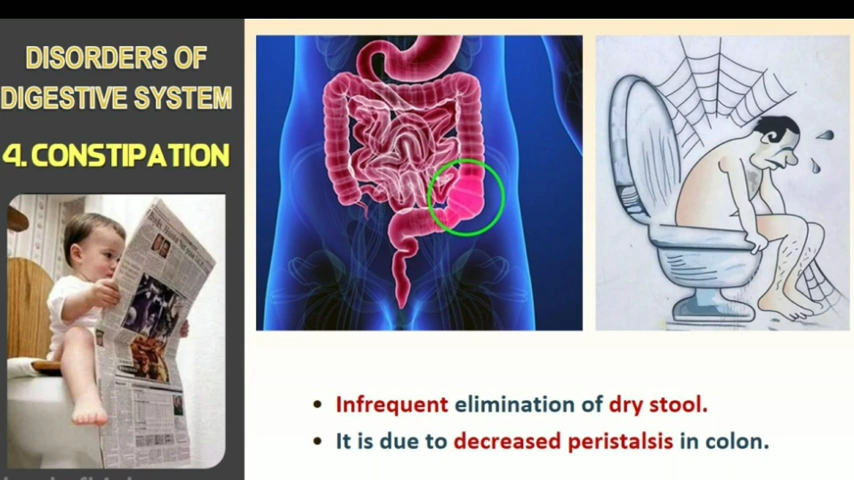 DISORDERS OF
DIGESTIVE SYSTEM
4. CONSTIPATION
• Infrequent elimination of dry stool.
• It is due to decreased peristalsis in colon.